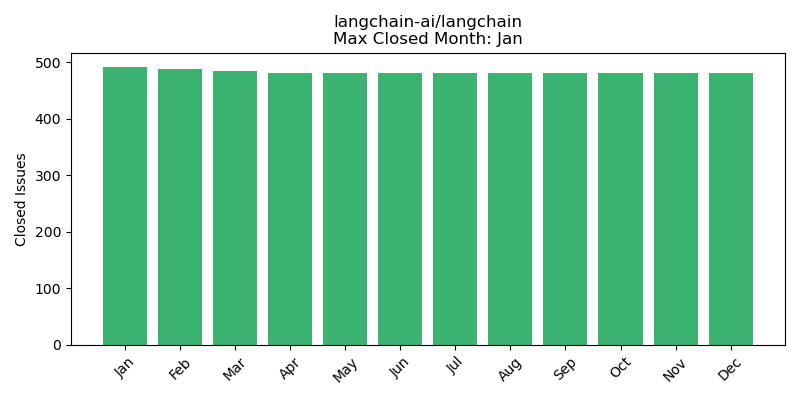 langchain-ai/langchain
Max Closed Month: Jan
Closed Issues
500
400
300
200
100
0
Jan
Feb
Mar
Apr
May
Jun
Jul
Aug
Sep
Oct
Nov
Dec